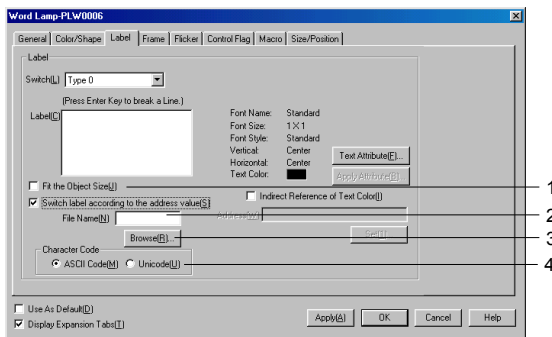 Word Lamp-PLW0006
General Color/Shape Label Frame Flicker Control Flag Macro Size/Position
Label
Switch(L) Type 0
(Press Enter Key to break a Line.)
Label(C)
Font Name: Standard
Font Size: 1×1
Font Style: Standard
Vertical: Center
Horizontal: Center
Text Color:
Text Attribute(F)...
Apply Attribute(B)
Fit the Object Size(J) 1
Switch label according to the address value(S) Indirect Reference of Text Color(I)
File Name(N) Address(W) 2
Browse(R)... Set(T) 3
Character Code
ASCII Code(M) Unicode(U) 4
Use As Default(D)
Display Expansion Tabs(T)
Apply(A) OK Cancel Help